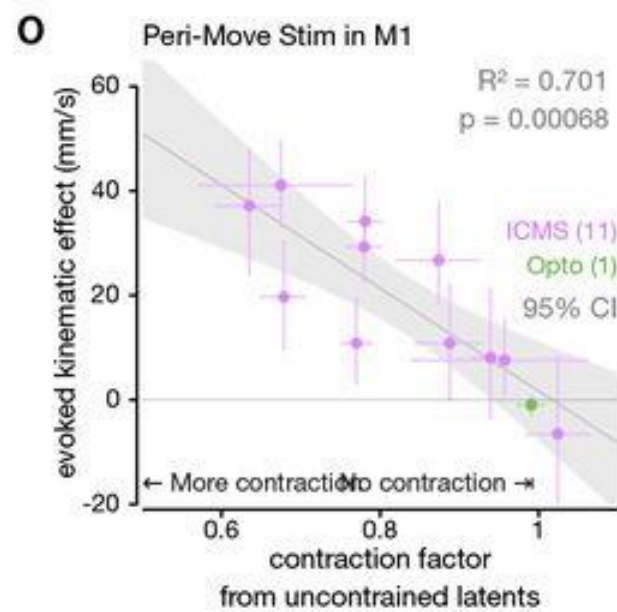 O
Peri-Move Stim in M1
R² = 0.701
p = 0.00068
evoked kinematic effect (mm/s)
60
40
20
0
-20
ICMS (11)
Opto (1)
95% CI
← More contraction
No contraction →
0.6
0.8
1
contraction factor
from uncontrained latents